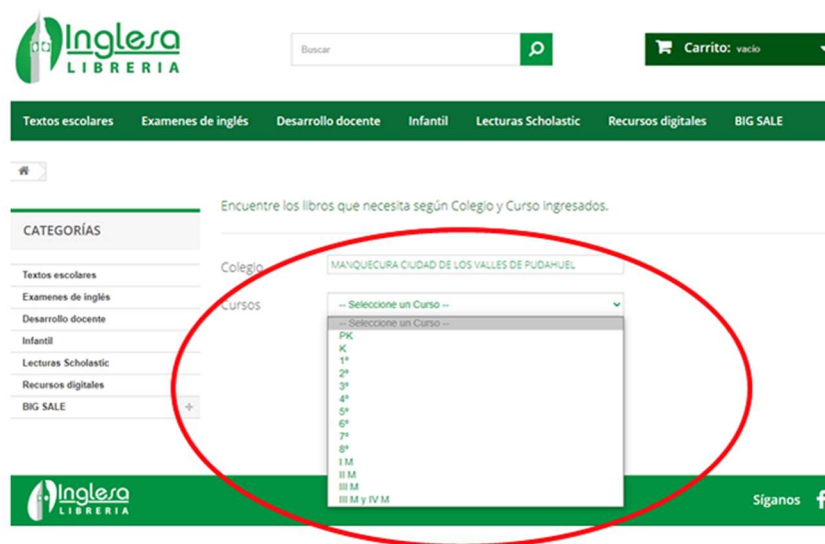 Inglesa
LIBRERIA
Buscar
Carrito: vacío
Textos escolares Examenes de inglés Desarrollo docente Infantil Lecturas Scholastic Recursos digitales BIG SALE
Encuentre los libros que necesita según Colegio y Curso ingresados.
CATEGORÍAS
Textos escolares
Examenes de inglés
Desarrollo docente
Infantil
Lecturas Scholastic
Recursos digitales
BIG SALE +
Colegio MANQUECURA CIUDAD DE LOS VALLES DE PUDAHUEL
Cursos -- Seleccione un Curso --
-- Seleccione un Curso --
PK
K
1º
2º
3º
4º
5º
6º
7º
8º
I M
II M
III M
III M y IV M
Inglesa
LIBRERIA
Síganos